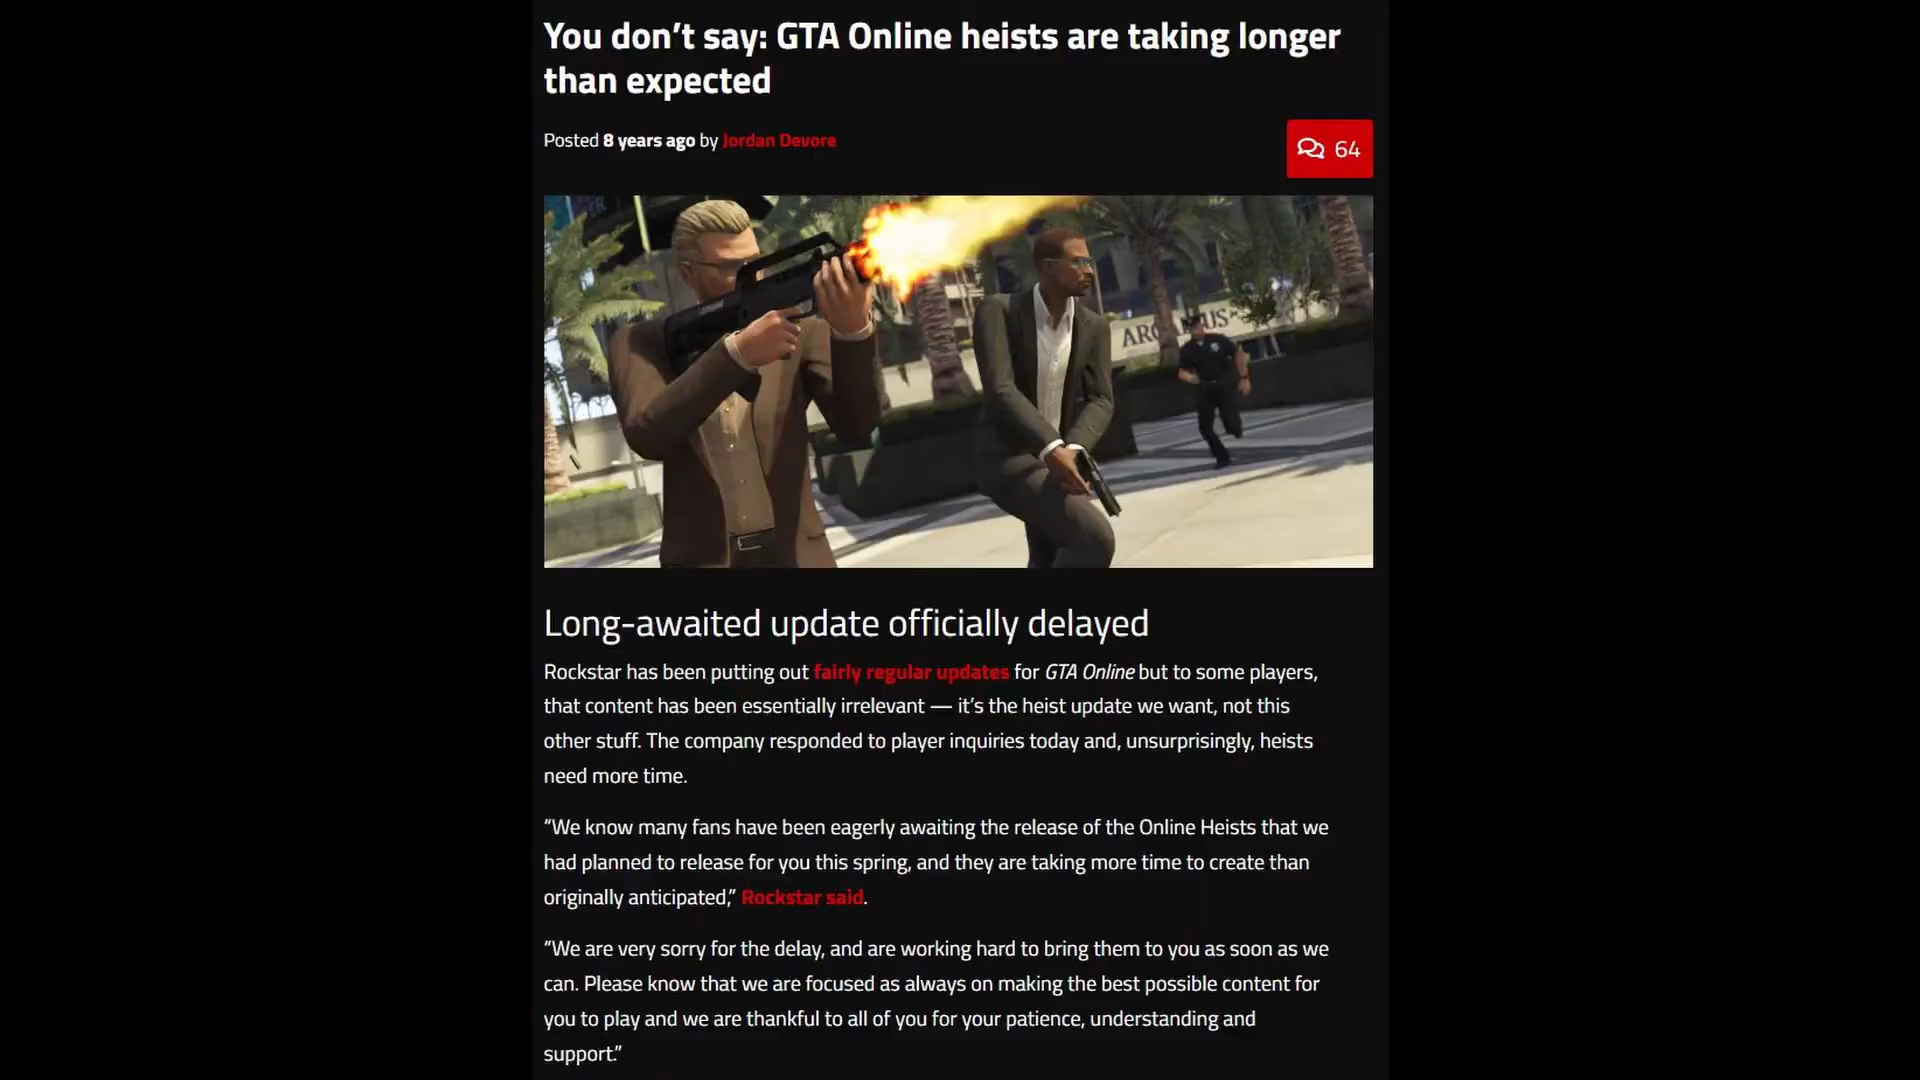 You don’t say: GTA Online heists are taking longer
than expected
Posted 8 years ago by Jordan Devore
64
Long-awaited update officially delayed
Rockstar has been putting out fairly regular updates for GTA Online but to some players,
that content has been essentially irrelevant — it’s the heist update we want, not this
other stuff. The company responded to player inquiries today and, unsurprisingly, heists
need more time.
“We know many fans have been eagerly awaiting the release of the Online Heists that we
had planned to release for you this spring, and they are taking more time to create than
originally anticipated,” Rockstar said.
“We are very sorry for the delay, and are working hard to bring them to you as soon as we
can. Please know that we are focused as always on making the best possible content for
you to play and we are thankful to all of you for your patience, understanding and
support.”